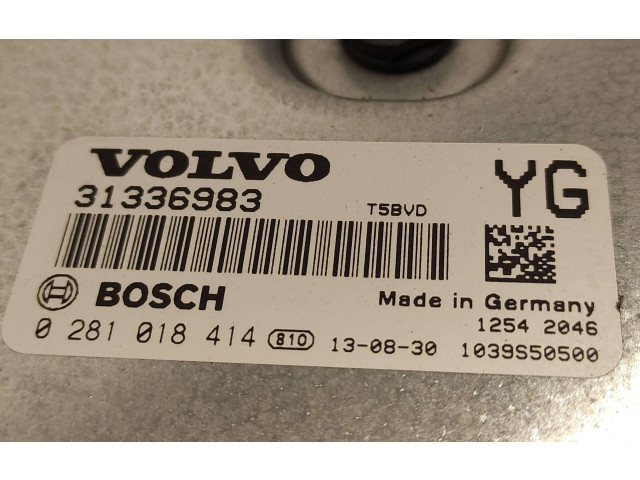 VOLVO YG
31336983 T5BVD
BOSCH Made in Germany
1254 2046
0 281 018 414 810 13-08-30 1039S50500